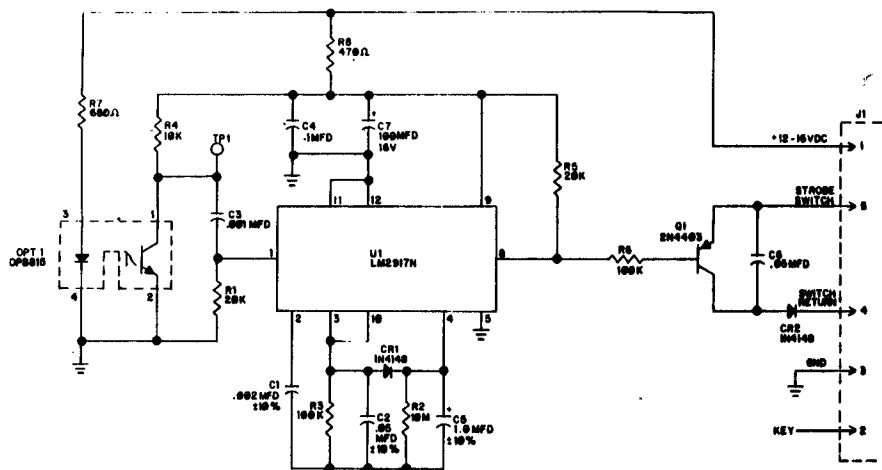 R8
470Ω
R7
680Ω
R4
10K
TP1
C4
.1MFD
C7
100MFD
16V
+
R5
20K
J1
+12-16VDC
1
STROBE
SWITCH
5
3
1
C3
.001 MFD
11
12
9
Q1
2N4403
OPT.1
OPB815
1
U1
LM2917N
8
R6
100K
C6
.05MFD
4
2
R1
20K
SWITCH
RETURN
4
2
3
10
4
5
CR2
1N4148
CR1
1N4148
GND
3
C1
.002 MFD
±10%
R3
100K
C2
.05
MFD
±10%
R2
10M
+
C5
1.0MFD
±10%
KEY
2